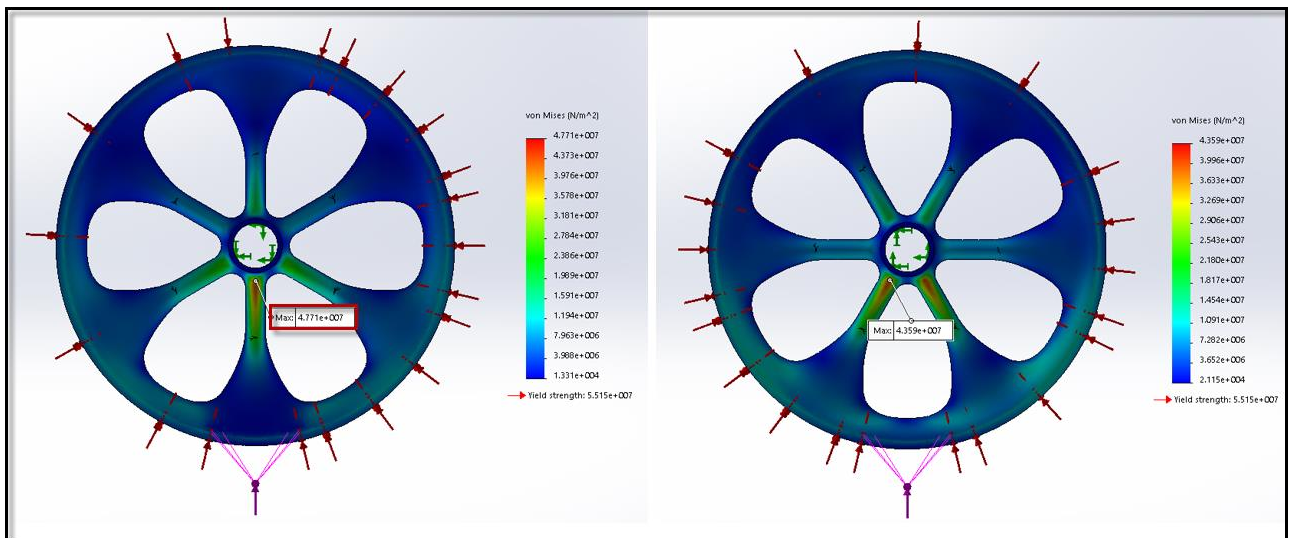 von Mises (N/m^2)
4.771e+007
4.373e+007
3.976e+007
3.578e+007
3.181e+007
2.784e+007
2.386e+007
1.989e+007
1.591e+007
1.194e+007
7.963e+006
3.988e+006
1.331e+004
Yield strength: 5.515e+007
Max: 4.771e+007
von Mises (N/m^2)
4.359e+007
3.996e+007
3.633e+007
3.269e+007
2.906e+007
2.543e+007
2.180e+007
1.817e+007
1.454e+007
1.091e+007
7.282e+006
3.652e+006
2.115e+004
Yield strength: 5.515e+007
Max: 4.359e+007